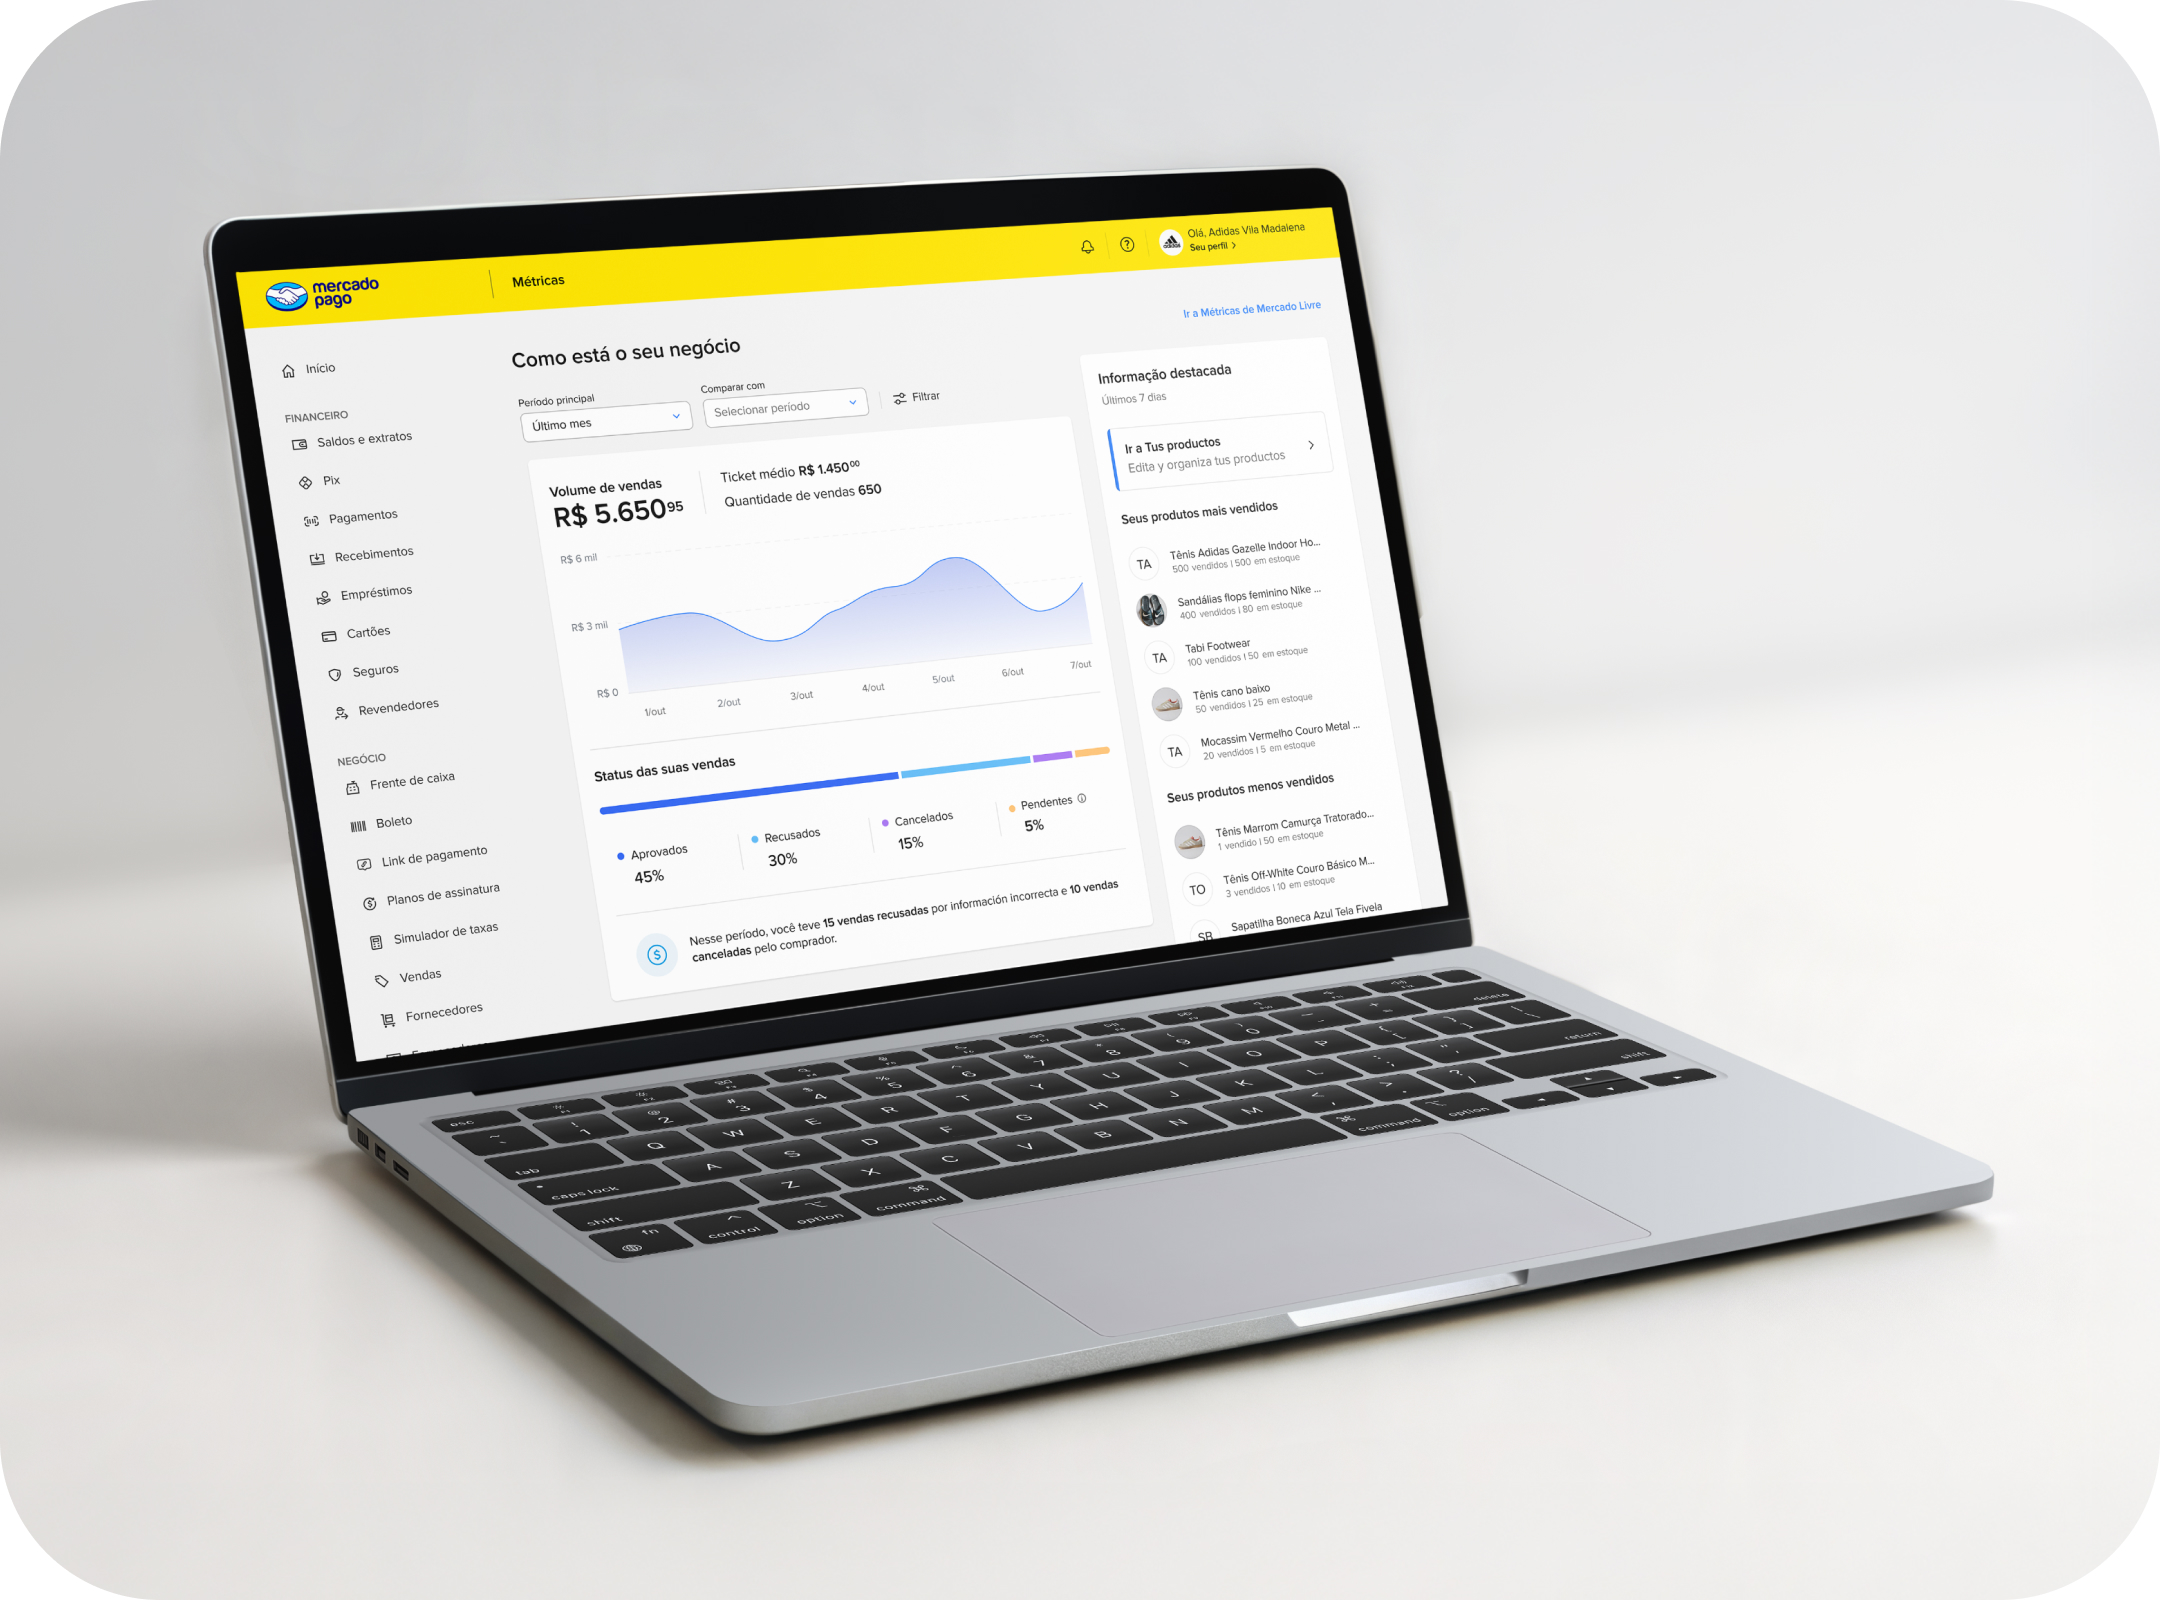 mercado
pago
Métricas
Olá, Adidas Vila Madalena
Seu perfil
Ir a Métricas de Mercado Livre
Início
FINANCEIRO
Saldos e extratos
Pix
Pagamentos
Recebimentos
Empréstimos
Cartões
Seguros
Revendedores
NEGÓCIO
Frente de caixa
Boleto
Link de pagamento
Planos de assinatura
Simulador de taxas
Vendas
Fornecedores
Como está o seu negócio
Período principal
Último mes
Comparar com
Selecionar período
Filtrar
Volume de vendas
R$ 5.650 95
Ticket médio R$ 1.450 00
Quantidade de vendas 650
R$ 6 mil
R$ 3 mil
R$ 0
1/out 2/out 3/out 4/out 5/out 6/out 7/out
Status das suas vendas
Aprovados
45%
Recusados
30%
Cancelados
15%
Pendentes
5%
Nesse período, você teve 15 vendas recusadas por información incorrecta e 10 vendas
canceladas pelo comprador.
Informação destacada
Últimos 7 dias
Ir a Tus productos
Edita y organiza tus productos
Seus produtos mais vendidos
TA
Tênis Adidas Gazelle Indoor Ho...
500 vendidos | 500 em estoque
Sandálias flops feminino Nike ...
400 vendidos | 80 em estoque
TA
Tabi Footwear
100 vendidos | 50 em estoque
Tênis cano baixo
50 vendidos | 25 em estoque
TA
Mocassim Vermelho Couro Metal ...
20 vendidos | 5 em estoque
Seus produtos menos vendidos
Tênis Marrom Camurça Tratorado...
1 vendido | 50 em estoque
TO
Tênis Off-White Couro Básico M...
3 vendidos | 10 em estoque
SB
Sapatilha Boneca Azul Tela Fivela
esc
1 2 3 4 5 6 7 8 9 0 delete
tab Q W E R T Y U I O P
caps lock A S D F G H J K L return
shift Z X C V B N M shift
fn control option command command option